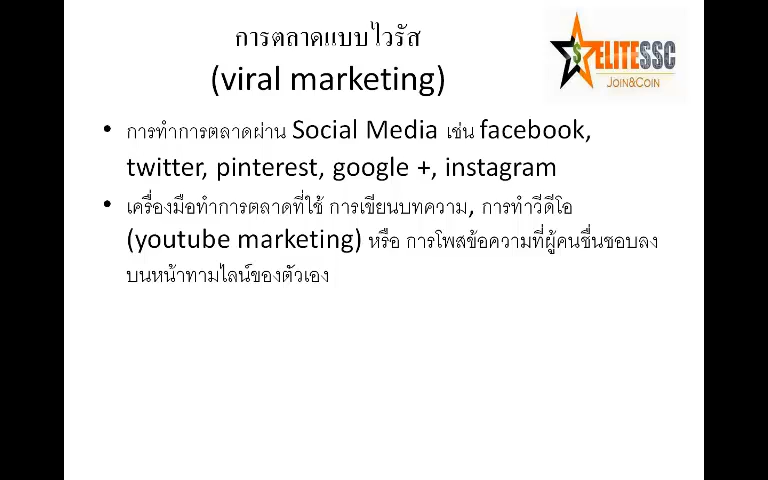 การตลาดแบบไวรัส
(viral marketing)
$ ELITESSC
JOIN&COIN
• การทำการตลาดผ่าน Social Media เช่น facebook,
twitter, pinterest, google +, instagram
• เครื่องมือทำการตลาดที่ใช้ การเขียนบทความ, การทำวีดีโอ
(youtube marketing) หรือ การโพสข้อความที่ผู้คนชื่นชอบลง
บนหน้าทามไลน์ของตัวเอง